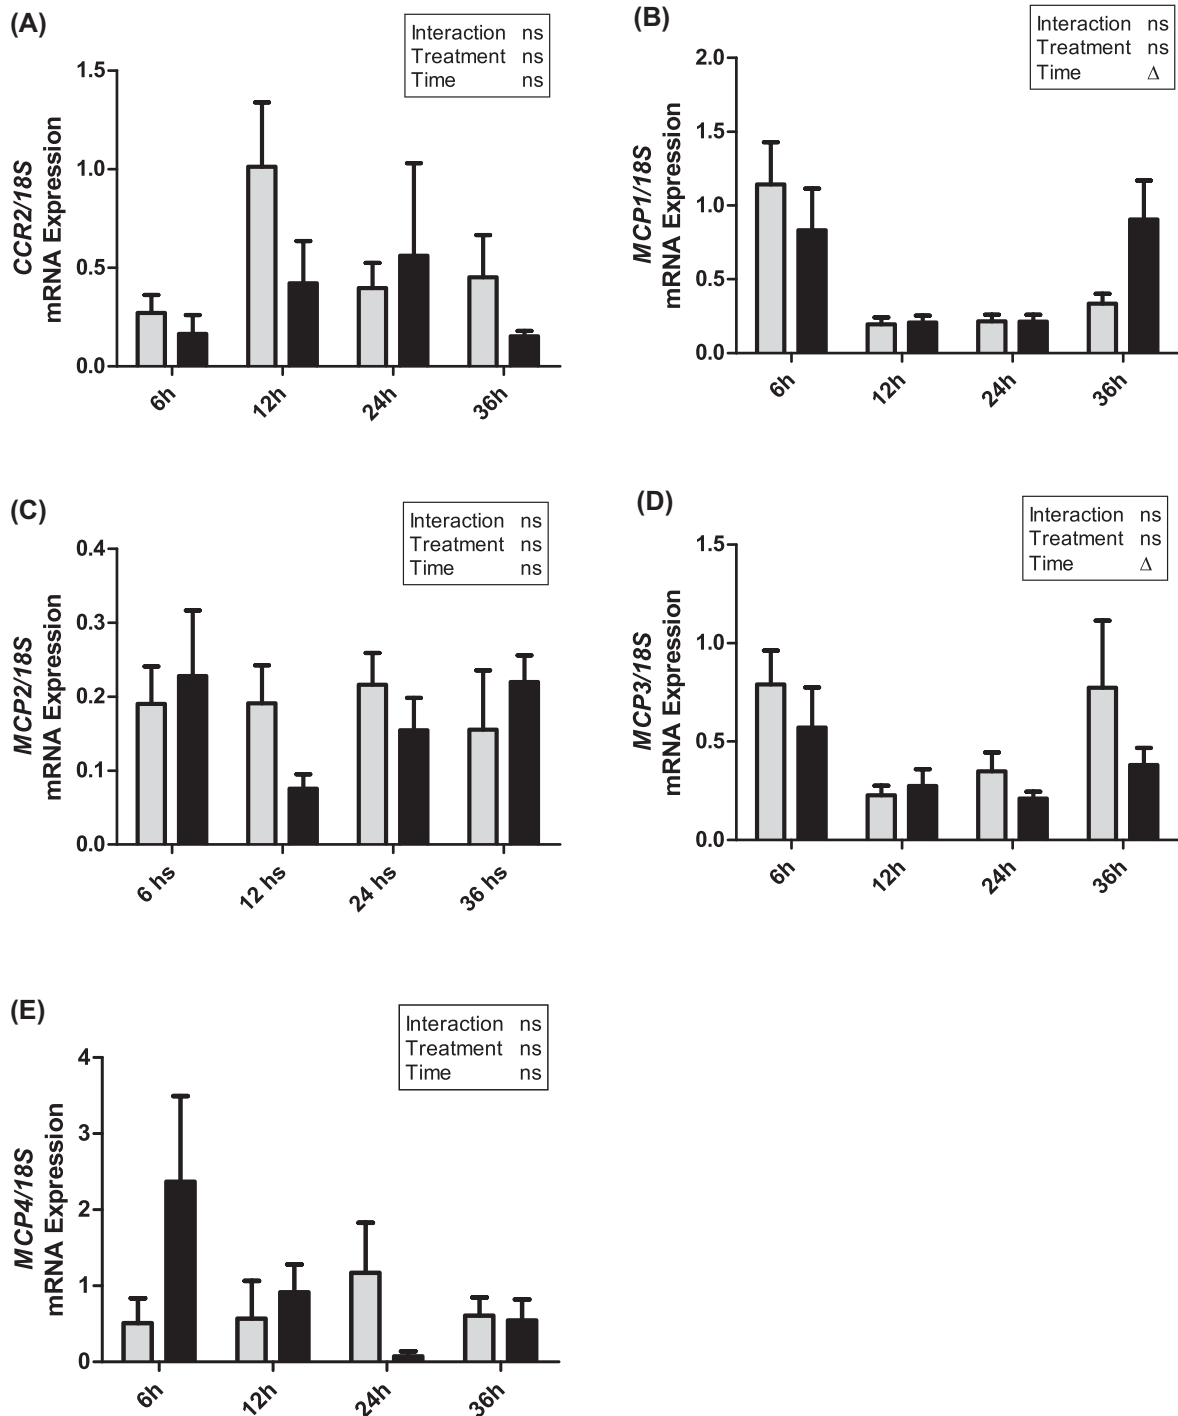 (A)
Interaction ns
Treatment ns
Time ns
CCR2/18S
mRNA Expression
1.5
1.0
0.5
0.0
6h
12h
24h
36h
(B)
Interaction ns
Treatment ns
Time Δ
MCP1/18S
mRNA Expression
2.0
1.5
1.0
0.5
0.0
6h
12h
24h
36h
(C)
Interaction ns
Treatment ns
Time ns
MCP2/18S
mRNA Expression
0.4
0.3
0.2
0.1
0.0
6 hs
12 hs
24 hs
36 hs
(D)
Interaction ns
Treatment ns
Time Δ
MCP3/18S
mRNA Expression
1.5
1.0
0.5
0.0
6h
12h
24h
36h
(E)
Interaction ns
Treatment ns
Time ns
MCP4/18S
mRNA Expression
4
3
2
1
0
6h
12h
24h
36h